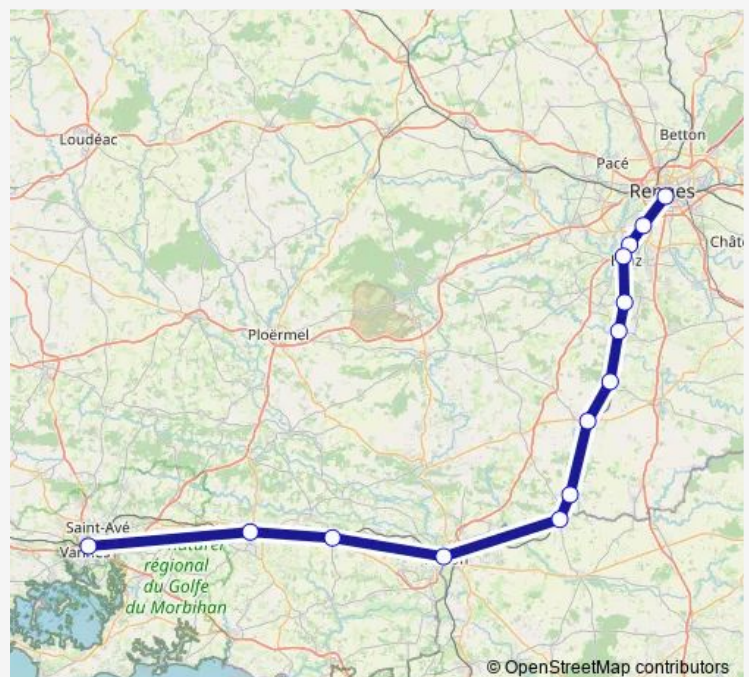 Loudéac
Betton
Pacé
Rennes
Ploërmel
Saint-Avé
régional
du Golfe
du Morbihan
© OpenStreetMap contributors